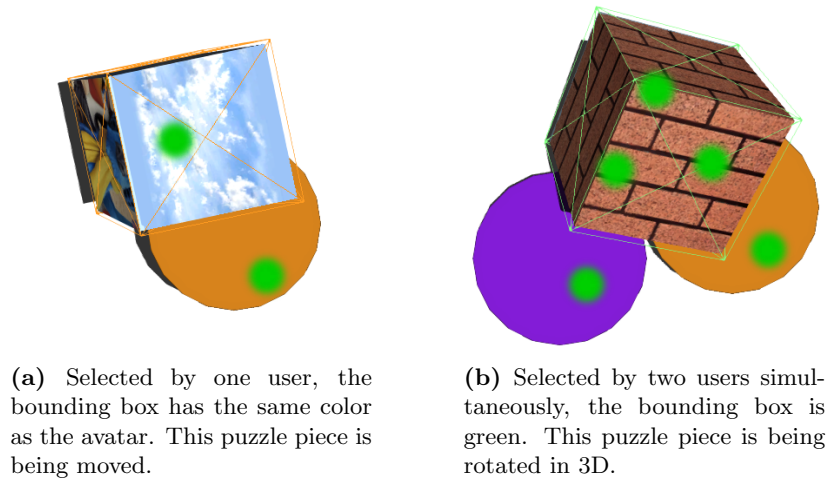 (a) Selected by one user, the
bounding box has the same color
as the avatar. This puzzle piece is
being moved.
(b) Selected by two users simul-
taneously, the bounding box is
green. This puzzle piece is being
rotated in 3D.